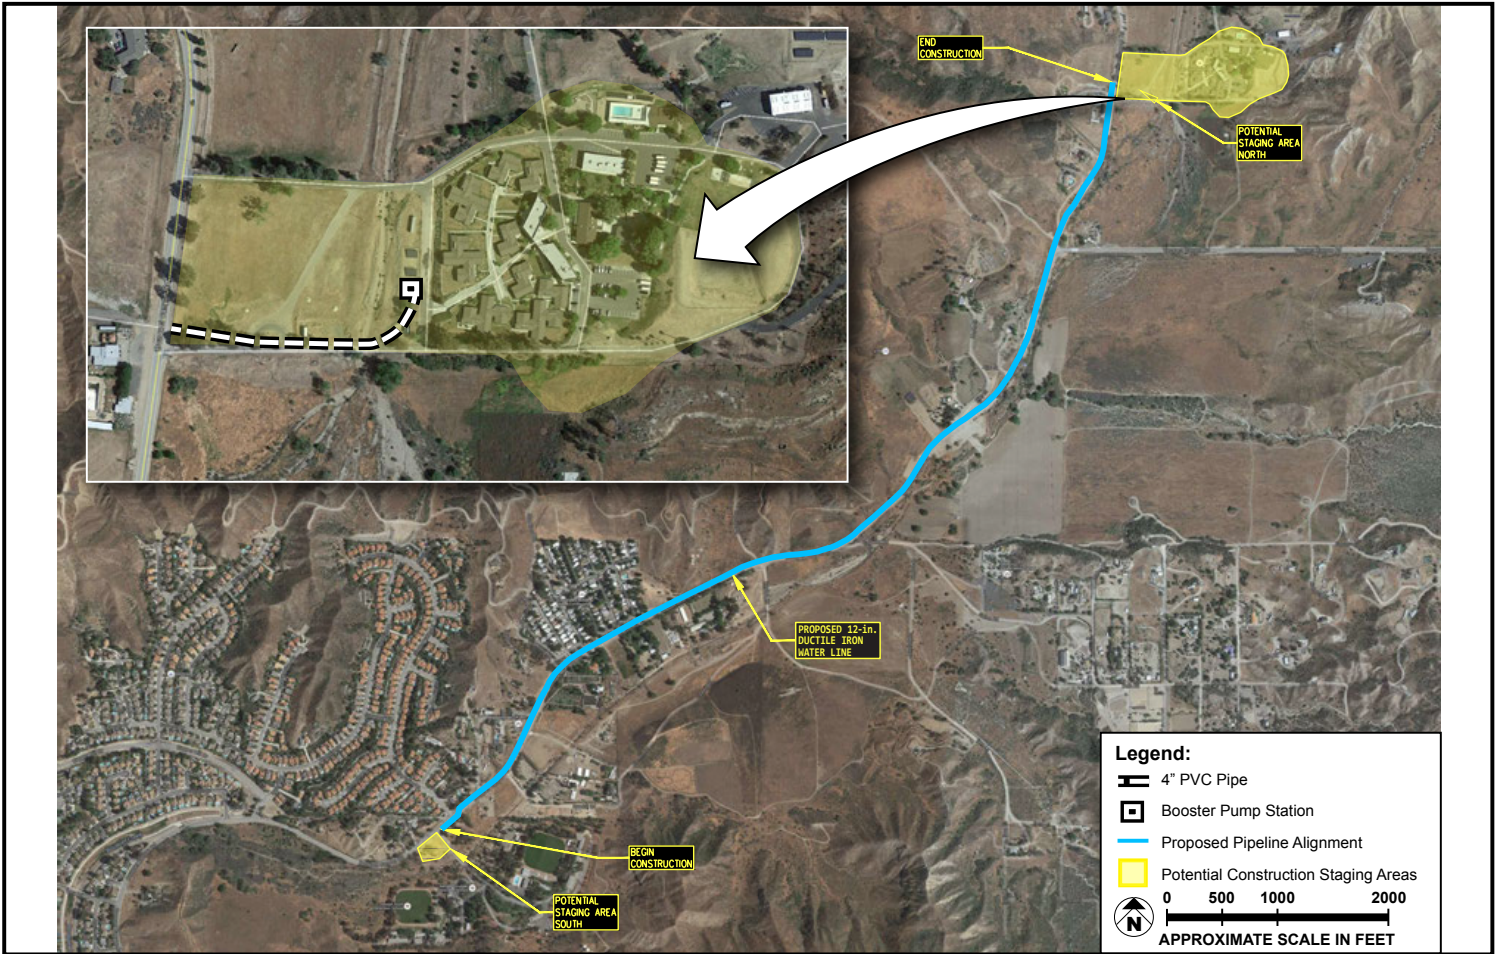 END
CONSTRUCTION
POTENTIAL
STAGING AREA
NORTH
PROPOSED 12-in.
DUCTILE IRON
WATER LINE
BEGIN
CONSTRUCTION
POTENTIAL
STAGING AREA
SOUTH
Legend:
4” PVC Pipe
Booster Pump Station
Proposed Pipeline Alignment
Potential Construction Staging Areas
0 500 1000 2000
N
APPROXIMATE SCALE IN FEET